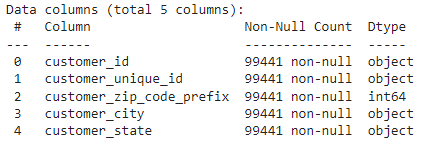 Data columns (total 5 columns):
 #   Column                    Non-Null Count  Dtype
---  ------                    --------------  -----
 0   customer_id               99441 non-null  object
 1   customer_unique_id        99441 non-null  object
 2   customer_zip_code_prefix  99441 non-null  int64
 3   customer_city             99441 non-null  object
 4   customer_state            99441 non-null  object